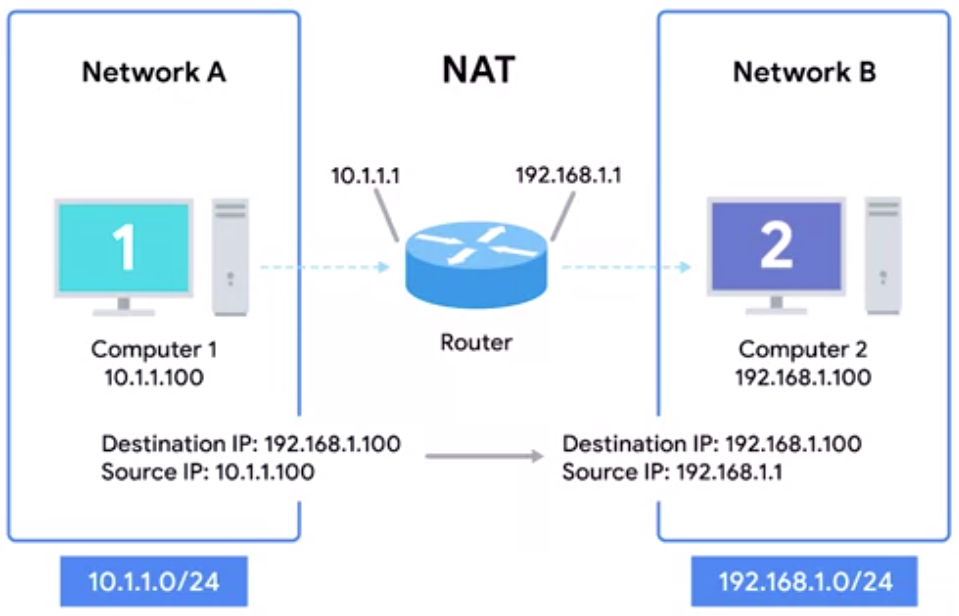 Network A
NAT
Network B
10.1.1.1
192.168.1.1
1
2
Router
Computer 1
10.1.1.100
Computer 2
192.168.1.100
Destination IP: 192.168.1.100
Source IP: 10.1.1.100
Destination IP: 192.168.1.100
Source IP: 192.168.1.1
10.1.1.0/24
192.168.1.0/24